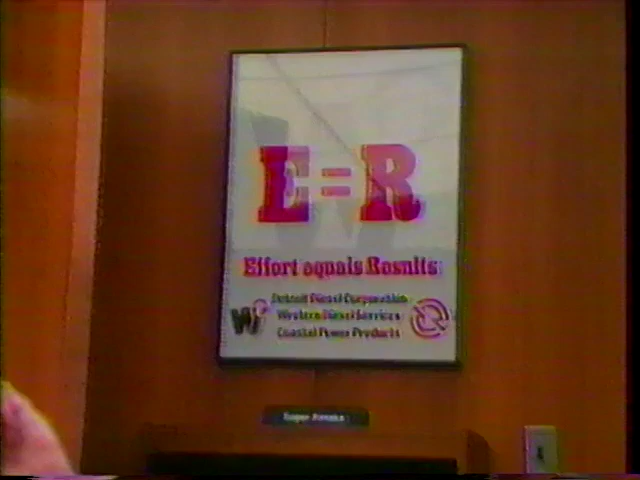 E=R
Effort equals Results
Detroit Diesel Corporation
Western Diesel Services
Coastal Power Products
W